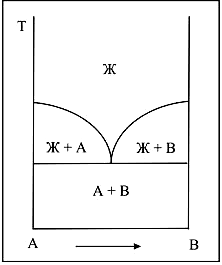 T
Ж
Ж + А Ж + В
А + В
А В